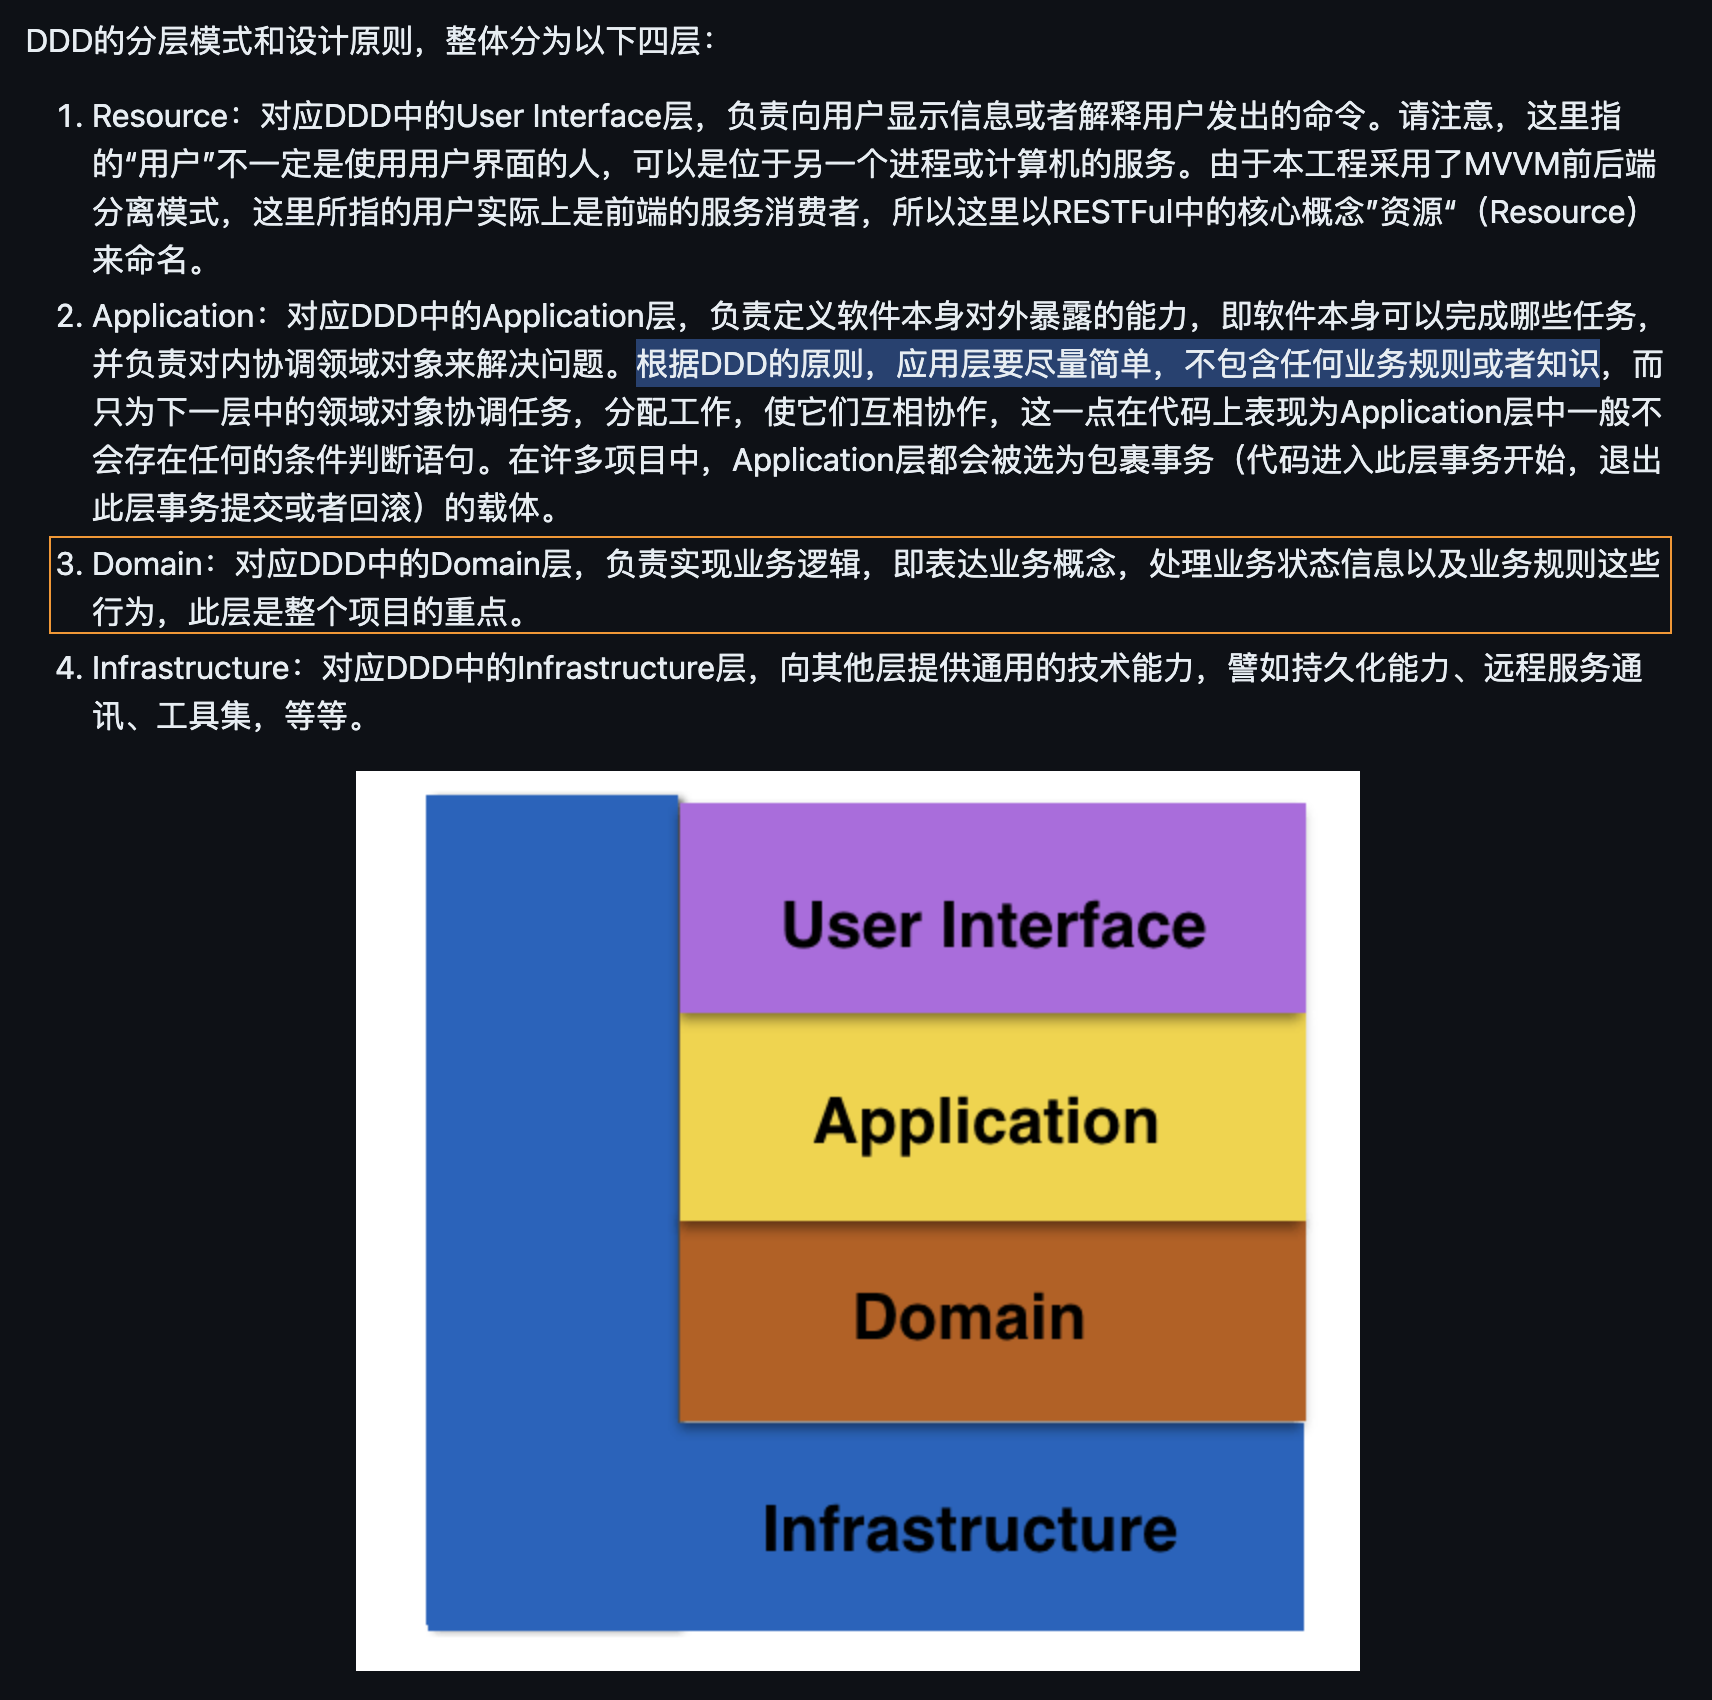 DDD的分层模式和设计原则，整体分为以下四层：
1. Resource：对应DDD中的User Interface层，负责向用户显示信息或者解释用户发出的命令。请注意，这里指
的“用户”不一定是使用用户界面的人，可以是位于另一个进程或计算机的服务。由于本工程采用了MVVM前后端
分离模式，这里所指的用户实际上是前端的服务消费者，所以这里以RESTFul中的核心概念”资源“（Resource）
来命名。
2. Application：对应DDD中的Application层，负责定义软件本身对外暴露的能力，即软件本身可以完成哪些任务，
并负责对内协调领域对象来解决问题。根据DDD的原则，应用层要尽量简单，不包含任何业务规则或者知识，而
只为下一层中的领域对象协调任务，分配工作，使它们互相协作，这一点在代码上表现为Application层中一般不
会存在任何的条件判断语句。在许多项目中，Application层都会被选为包裹事务（代码进入此层事务开始，退出
此层事务提交或者回滚）的载体。
3. Domain：对应DDD中的Domain层，负责实现业务逻辑，即表达业务概念，处理业务状态信息以及业务规则这些
行为，此层是整个项目的重点。
4. Infrastructure：对应DDD中的Infrastructure层，向其他层提供通用的技术能力，譬如持久化能力、远程服务通
讯、工具集，等等。
User Interface
Application
Domain
Infrastructure